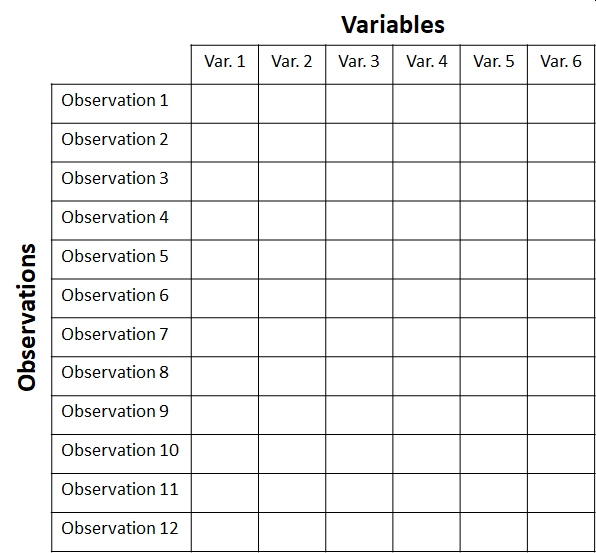 Variables
Var. 1 Var. 2 Var. 3 Var. 4 Var. 5 Var. 6
Observations
Observation 1
Observation 2
Observation 3
Observation 4
Observation 5
Observation 6
Observation 7
Observation 8
Observation 9
Observation 10
Observation 11
Observation 12